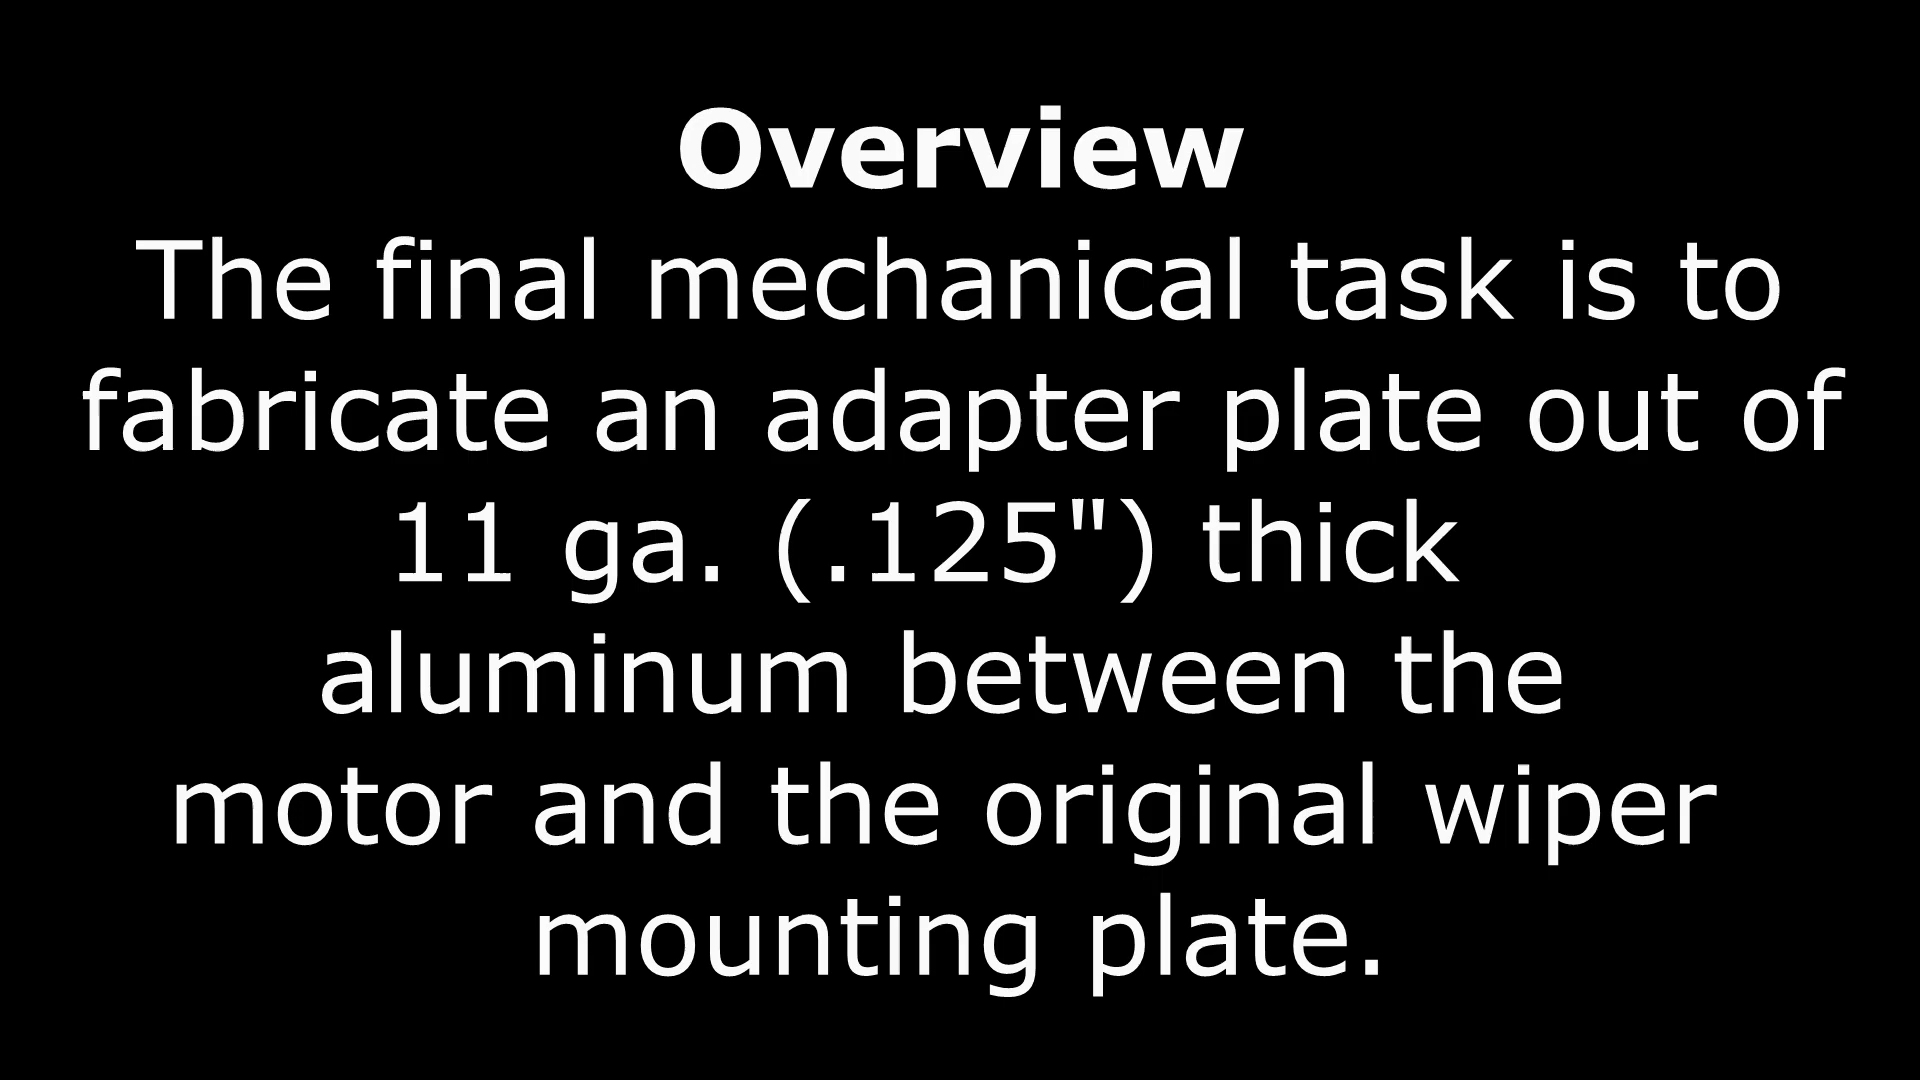 Overview
The final mechanical task is to
fabricate an adapter plate out of
11 ga. (.125") thick
aluminum between the
motor and the original wiper
mounting plate.